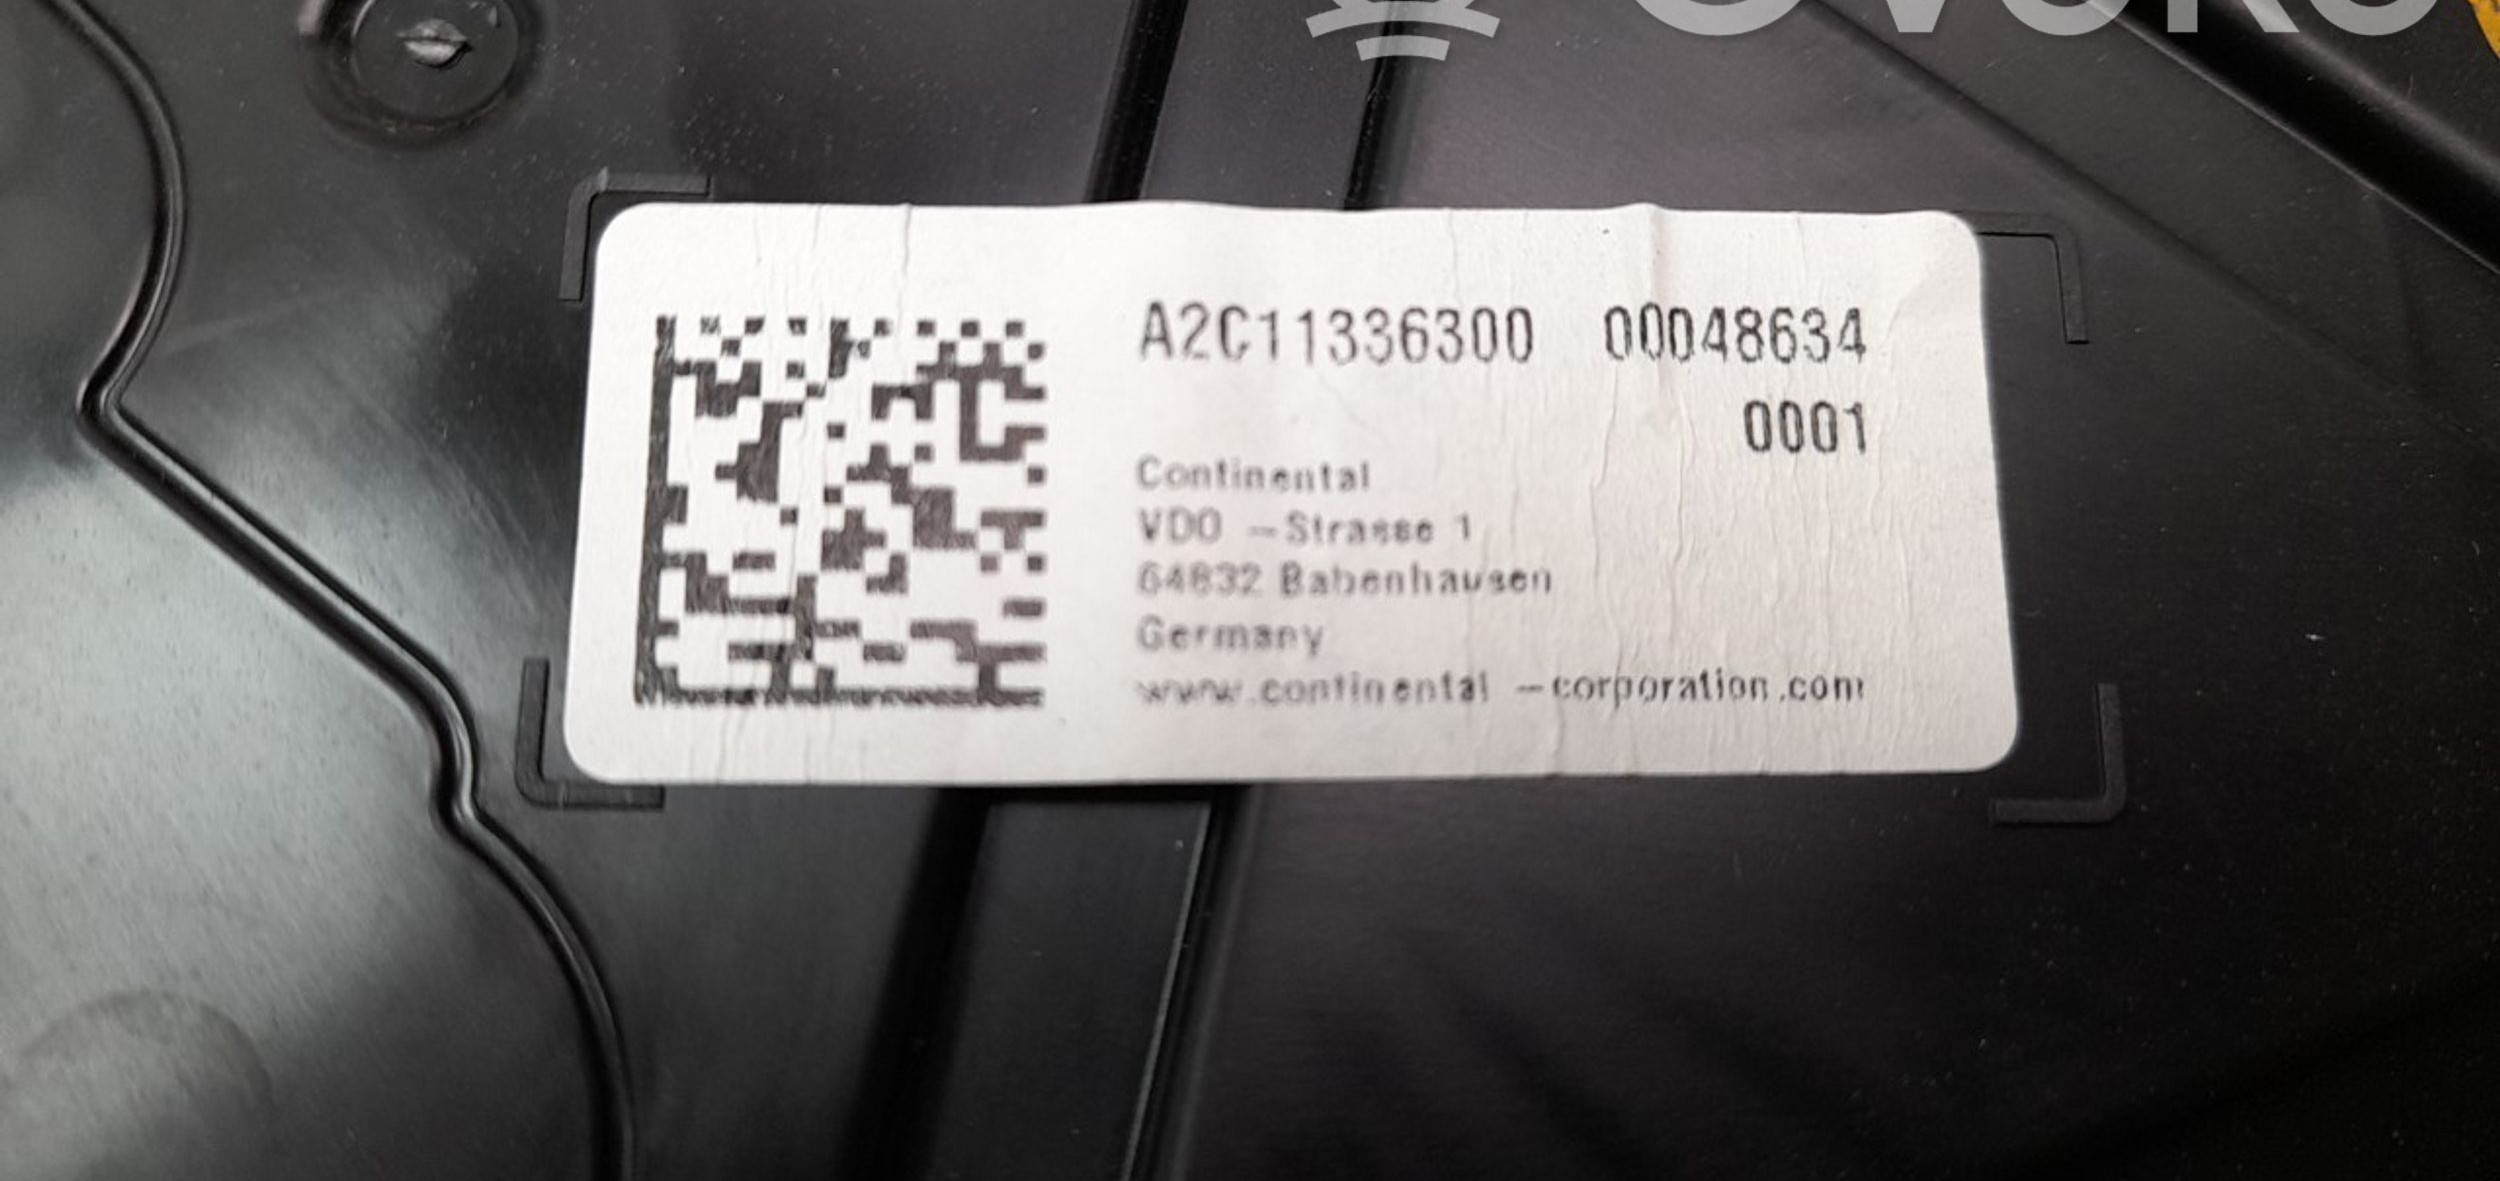 A2C11336300 00048634
0001
Continental
VDO -Strasse 1
64832 Babenhausen
Germany
www.continental -corporation.com